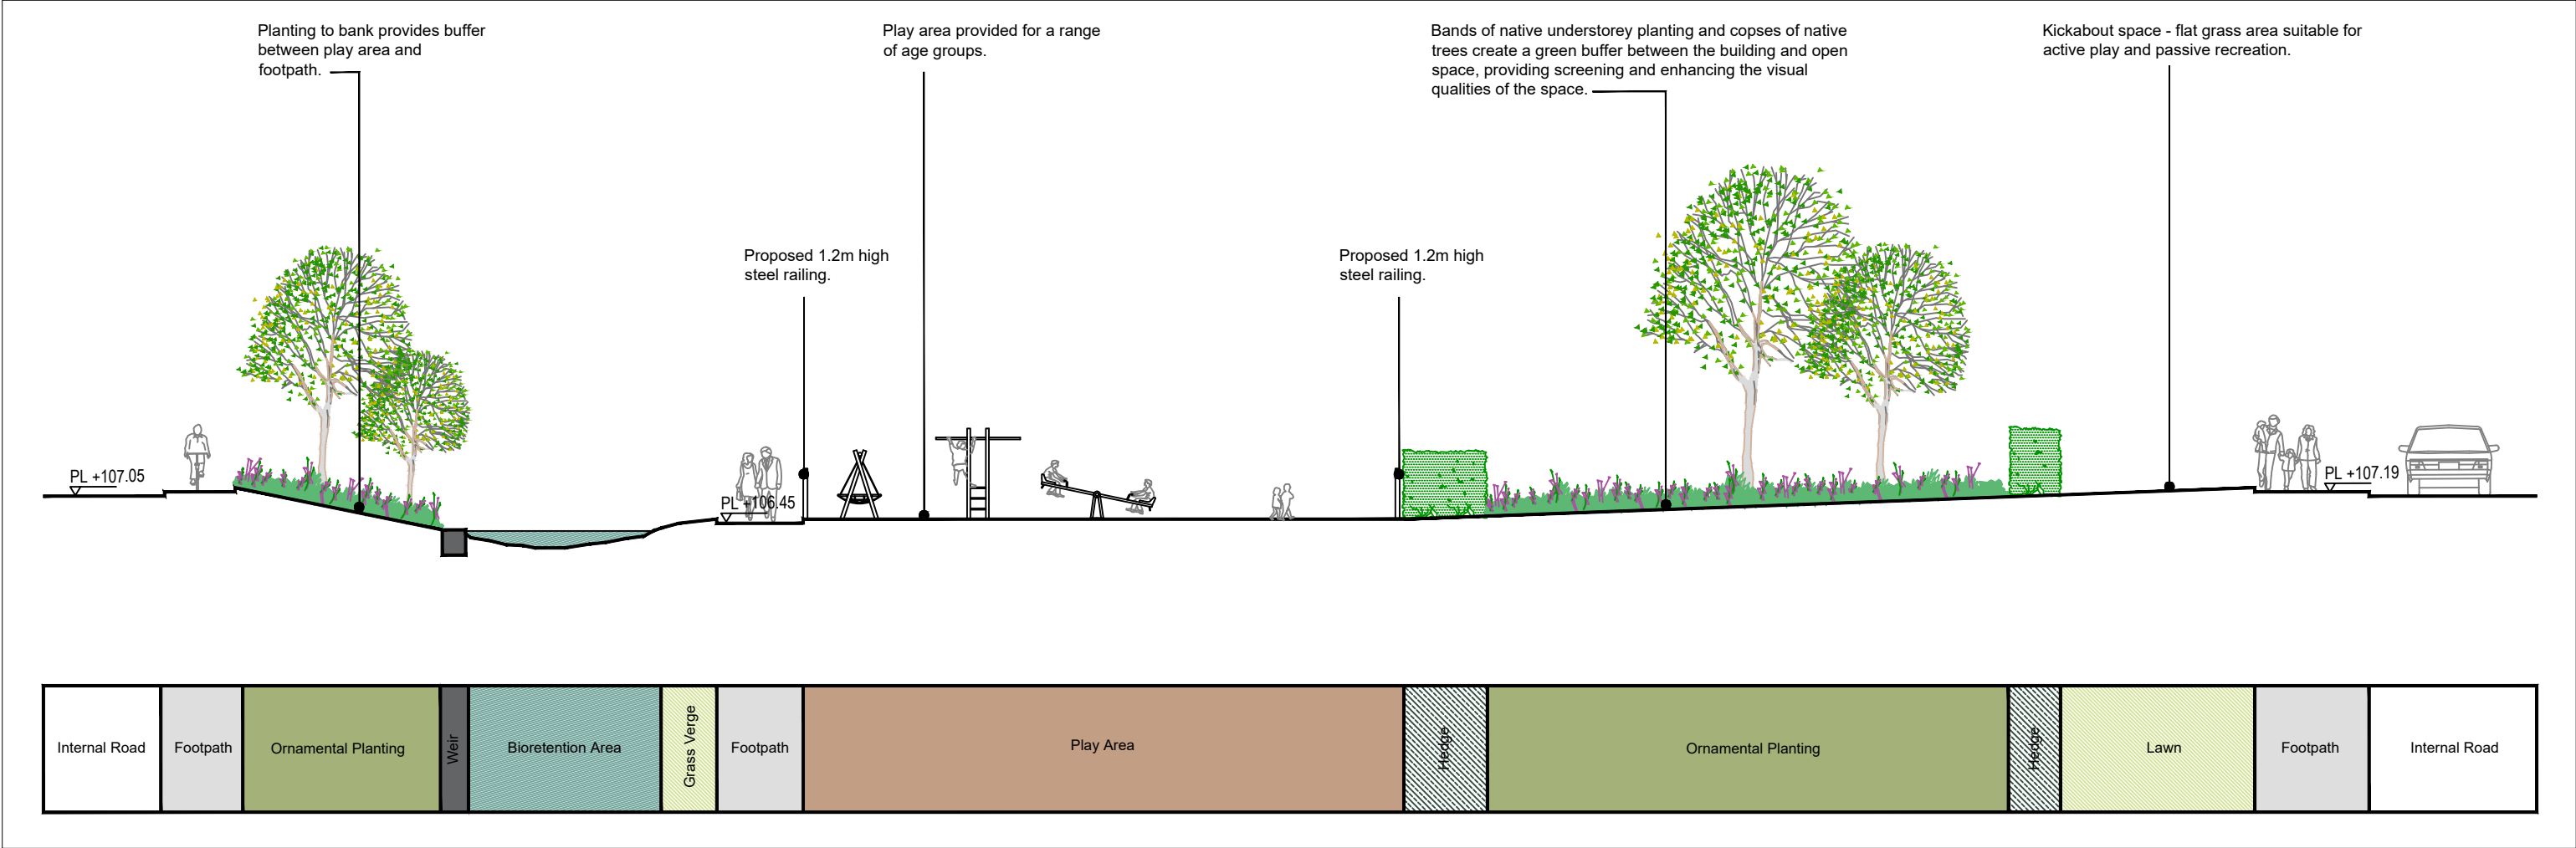 Planting to bank provides buffer
between play area and
footpath.
Play area provided for a range
of age groups.
Bands of native understorey planting and copses of native
trees create a green buffer between the building and open
space, providing screening and enhancing the visual
qualities of the space.
Kickabout space - flat grass area suitable for
active play and passive recreation.
Proposed 1.2m high
steel railing.
Proposed 1.2m high
steel railing.
PL +107.05
PL +106.45
PL +107.19
Internal Road
Footpath
Ornamental Planting
Weir
Bioretention Area
Grass Verge
Footpath
Play Area
Hedge
Ornamental Planting
Hedge
Lawn
Footpath
Internal Road